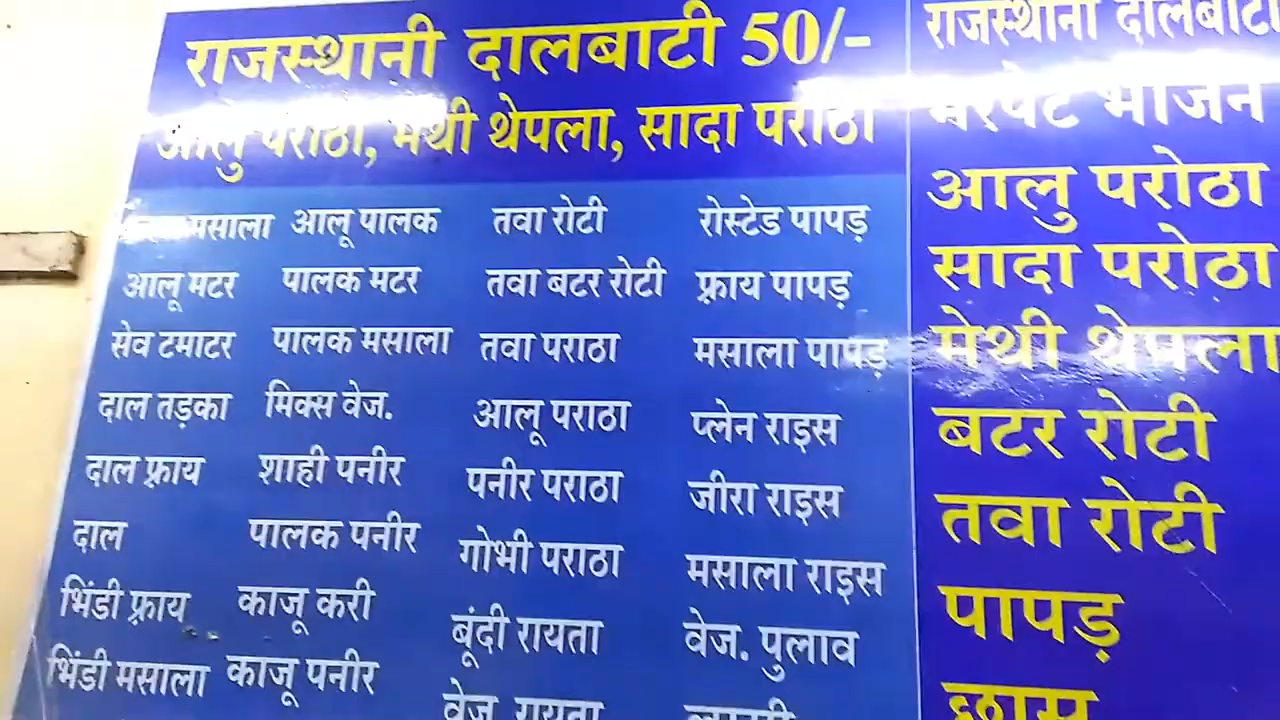 राजस्थानी दालबाटी 50/-
आलु पराठा, मेथी थेपला, सादा पराठा
मसाला
आलू मटर
सेव टमाटर
दाल तड़का
दाल फ्राय
दाल
भिंडी फ्राय
भिंडी मसाला
आलू पालक
पालक मटर
पालक मसाला
मिक्स वेज.
शाही पनीर
पालक पनीर
काजू करी
काजू पनीर
तवा रोटी
तवा बटर रोटी
तवा पराठा
आलू पराठा
पनीर पराठा
गोभी पराठा
बूंदी रायता
वेज. रायता
रोस्टेड पापड़
फ्राय पापड़
मसाला पापड़
प्लेन राइस
जीरा राइस
मसाला राइस
वेज. पुलाव
राजस्थानी दालबाटी
भरपेट भोजन
आलु परोठा
सादा परोठा
मेथी थेपला
बटर रोटी
तवा रोटी
पापड़
छास